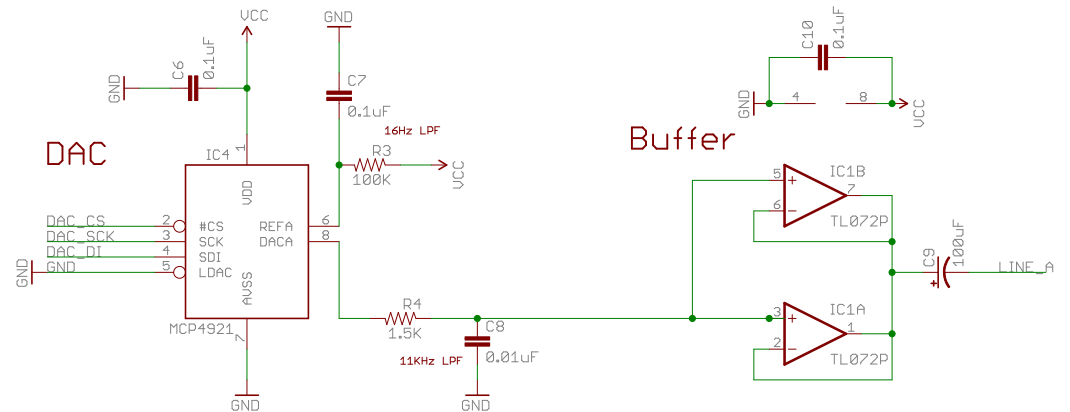 VCC
GND
C6
0.1uF
GND
C7
0.1uF
16Hz LPF
R3
100K
VCC
DAC
IC4
1
VDD
DAC_CS
2
#CS
REFA
6
DAC_SCK
3
SCK
DACA
8
DAC_DI
4
SDI
GND
GND
5
LDAC
AVSS
MCP4921
7
GND
R4
1.5K
C8
0.01uF
11KHz LPF
GND
C10
0.1uF
GND
4
8
VCC
Buffer
5
+
6
-
IC1B
7
TL072P
C9
100uF
+
LINE_A
3
+
2
-
IC1A
1
TL072P